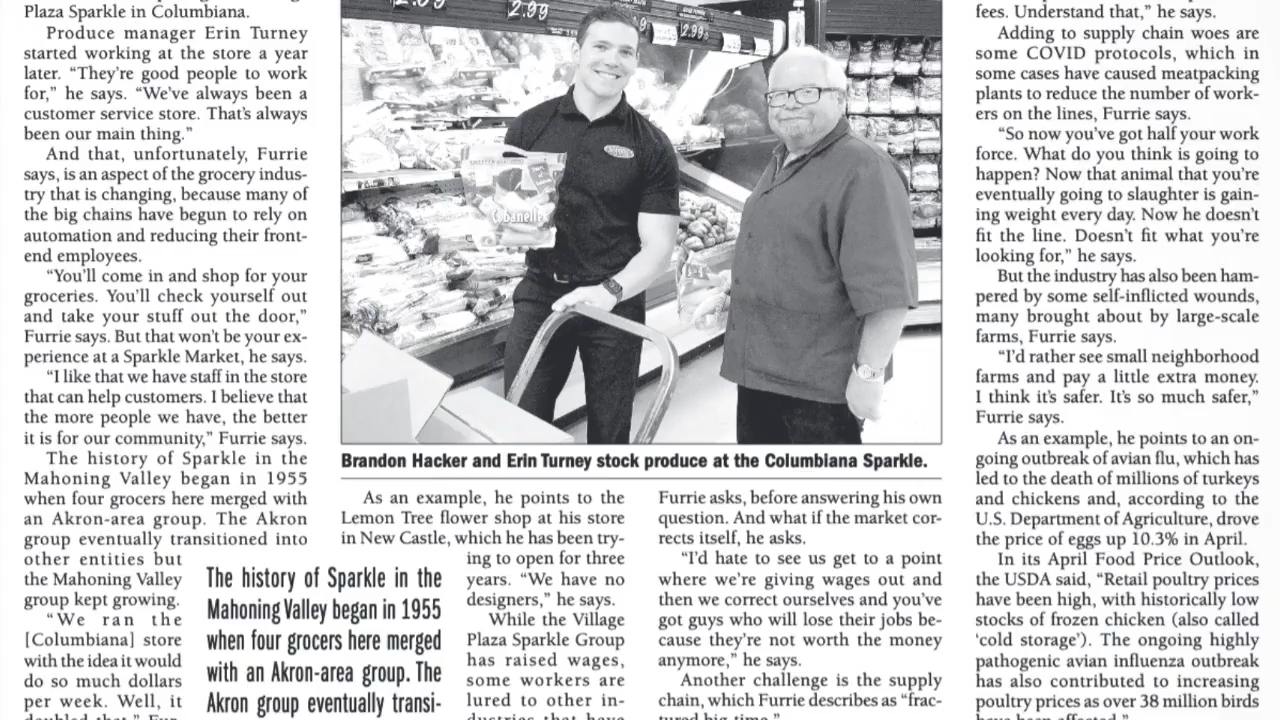 Plaza Sparkle in Columbiana.
Produce manager Erin Turney
started working at the store a year
later. “They’re good people to work
for,” he says. “We’ve always been a
customer service store. That’s always
been our main thing.”
And that, unfortunately, Furrie
says, is an aspect of the grocery indus-
try that is changing, because many of
the big chains have begun to rely on
automation and reducing their front-
end employees.
“You’ll come in and shop for your
groceries. You’ll check yourself out
and take your stuff out the door,”
Furrie says. But that won’t be your ex-
perience at a Sparkle Market, he says.
“I like that we have staff in the store
that can help customers. I believe that
the more people we have, the better
it is for our community,” Furrie says.
The history of Sparkle in the
Mahoning Valley began in 1955
when four grocers here merged with
an Akron-area group. The Akron
group eventually transitioned into
other entities but
the Mahoning Valley
group kept growing.
“We ran the
[Columbiana] store
with the idea it would
do so much dollars
per week. Well, it
doubled that,”
The history of Sparkle in the
Mahoning Valley began in 1955
when four grocers here merged
with an Akron-area group. The
Akron group eventually transi-
2.99
2.99
2.99
Cubanelle
Brandon Hacker and Erin Turney stock produce at the Columbiana Sparkle.
As an example, he points to the
Lemon Tree flower shop at his store
in New Castle, which he has been try-
ing to open for three
years. “We have no
designers,” he says.
While the Village
Plaza Sparkle Group
has raised wages,
some workers are
lured to other in-
dustries that have
Furrie asks, before answering his own
question. And what if the market cor-
rects itself, he asks.
“I’d hate to see us get to a point
where we’re giving wages out and
then we correct ourselves and you’ve
got guys who will lose their jobs be-
cause they’re not worth the money
anymore,” he says.
Another challenge is the supply
chain, which Furrie describes as “frac-
tured big-time.”
fees. Understand that,” he says.
Adding to supply chain woes are
some COVID protocols, which in
some cases have caused meatpacking
plants to reduce the number of work-
ers on the lines, Furrie says.
“So now you’ve got half your work
force. What do you think is going to
happen? Now that animal that you’re
eventually going to slaughter is gain-
ing weight every day. Now he doesn’t
fit the line. Doesn’t fit what you’re
looking for,” he says.
But the industry has also been ham-
pered by some self-inflicted wounds,
many brought about by large-scale
farms, Furrie says.
“I’d rather see small neighborhood
farms and pay a little extra money.
I think it’s safer. It’s so much safer,”
Furrie says.
As an example, he points to an on-
going outbreak of avian flu, which has
led to the death of millions of turkeys
and chickens and, according to the
U.S. Department of Agriculture, drove
the price of eggs up 10.3% in April.
In its April Food Price Outlook,
the USDA said, “Retail poultry prices
have been high, with historically low
stocks of frozen chicken (also called
‘cold storage’). The ongoing highly
pathogenic avian influenza outbreak
has also contributed to increasing
poultry prices as over 38 million birds
have been affected.”